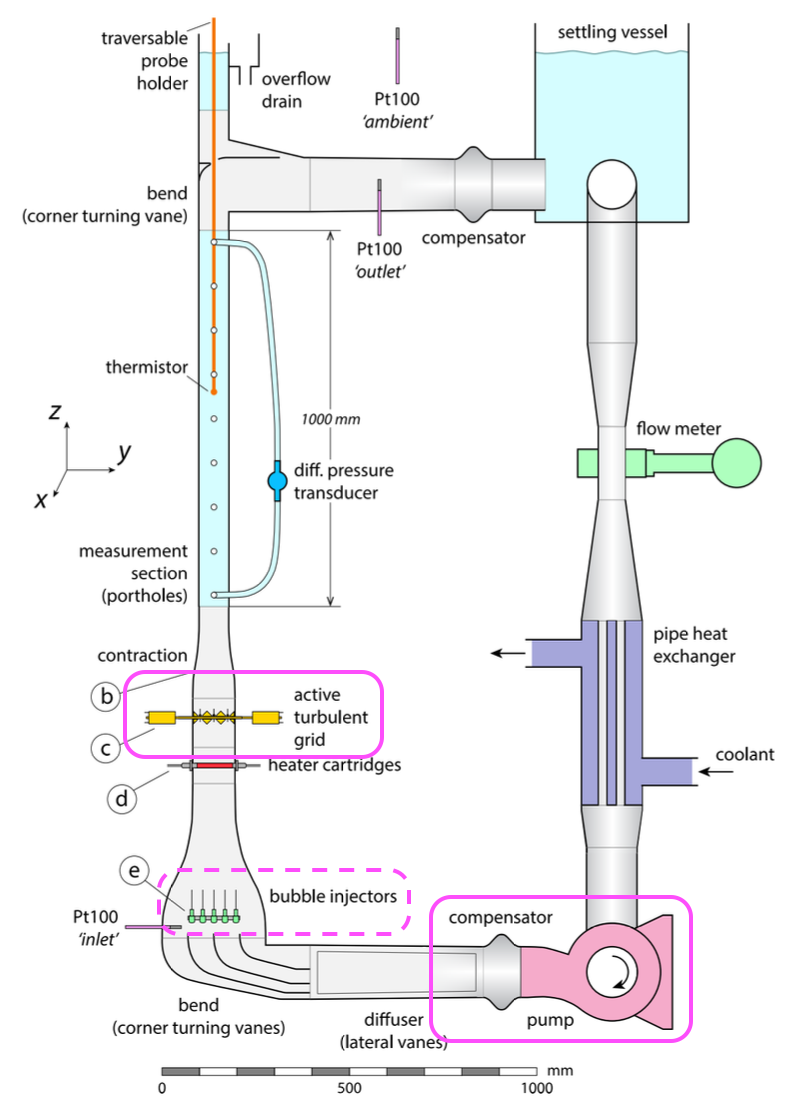 traversable
probe
holder
overflow
drain
Pt100
'ambient'
settling vessel
bend
(corner turning vane)
Pt100
'outlet'
compensator
thermistor
1000 mm
flow meter
z
y
x
diff. pressure
transducer
measurement
section
(portholes)
contraction
pipe heat
exchanger
b
active
turbulent
grid
c
heater cartridges
coolant
d
e
bubble injectors
Pt100
'inlet'
compensator
bend
(corner turning vanes)
diffuser
(lateral vanes)
pump
mm
0
500
1000